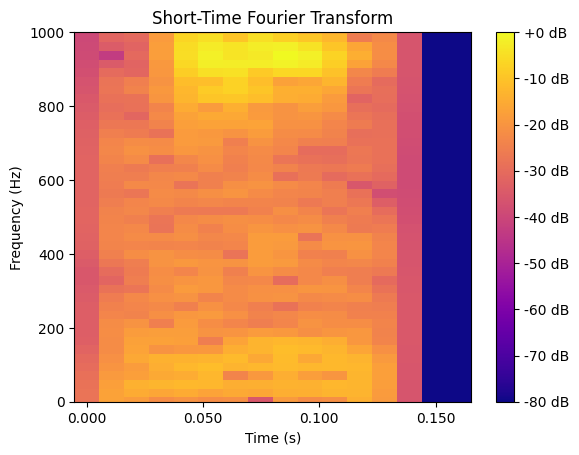 Short-Time Fourier Transform
1000
800
600
400
200
0
Frequency (Hz)
0.000
0.050
0.100
0.150
Time (s)
+0 dB
-10 dB
-20 dB
-30 dB
-40 dB
-50 dB
-60 dB
-70 dB
-80 dB